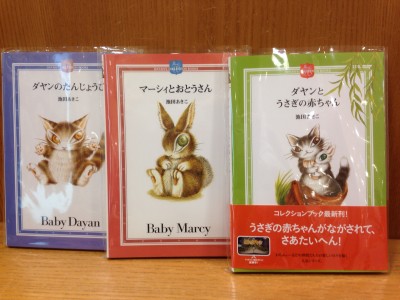 ダヤンのたんじょうび
池田あきこ
Baby Dayan
マーシィとおとうさん
池田あきこ
Baby Marcy
ダヤンと
うさぎの赤ちゃん
池田あきこ
コレクションブック最新刊!
うさぎの赤ちゃんがながされて、
さあたいへん!